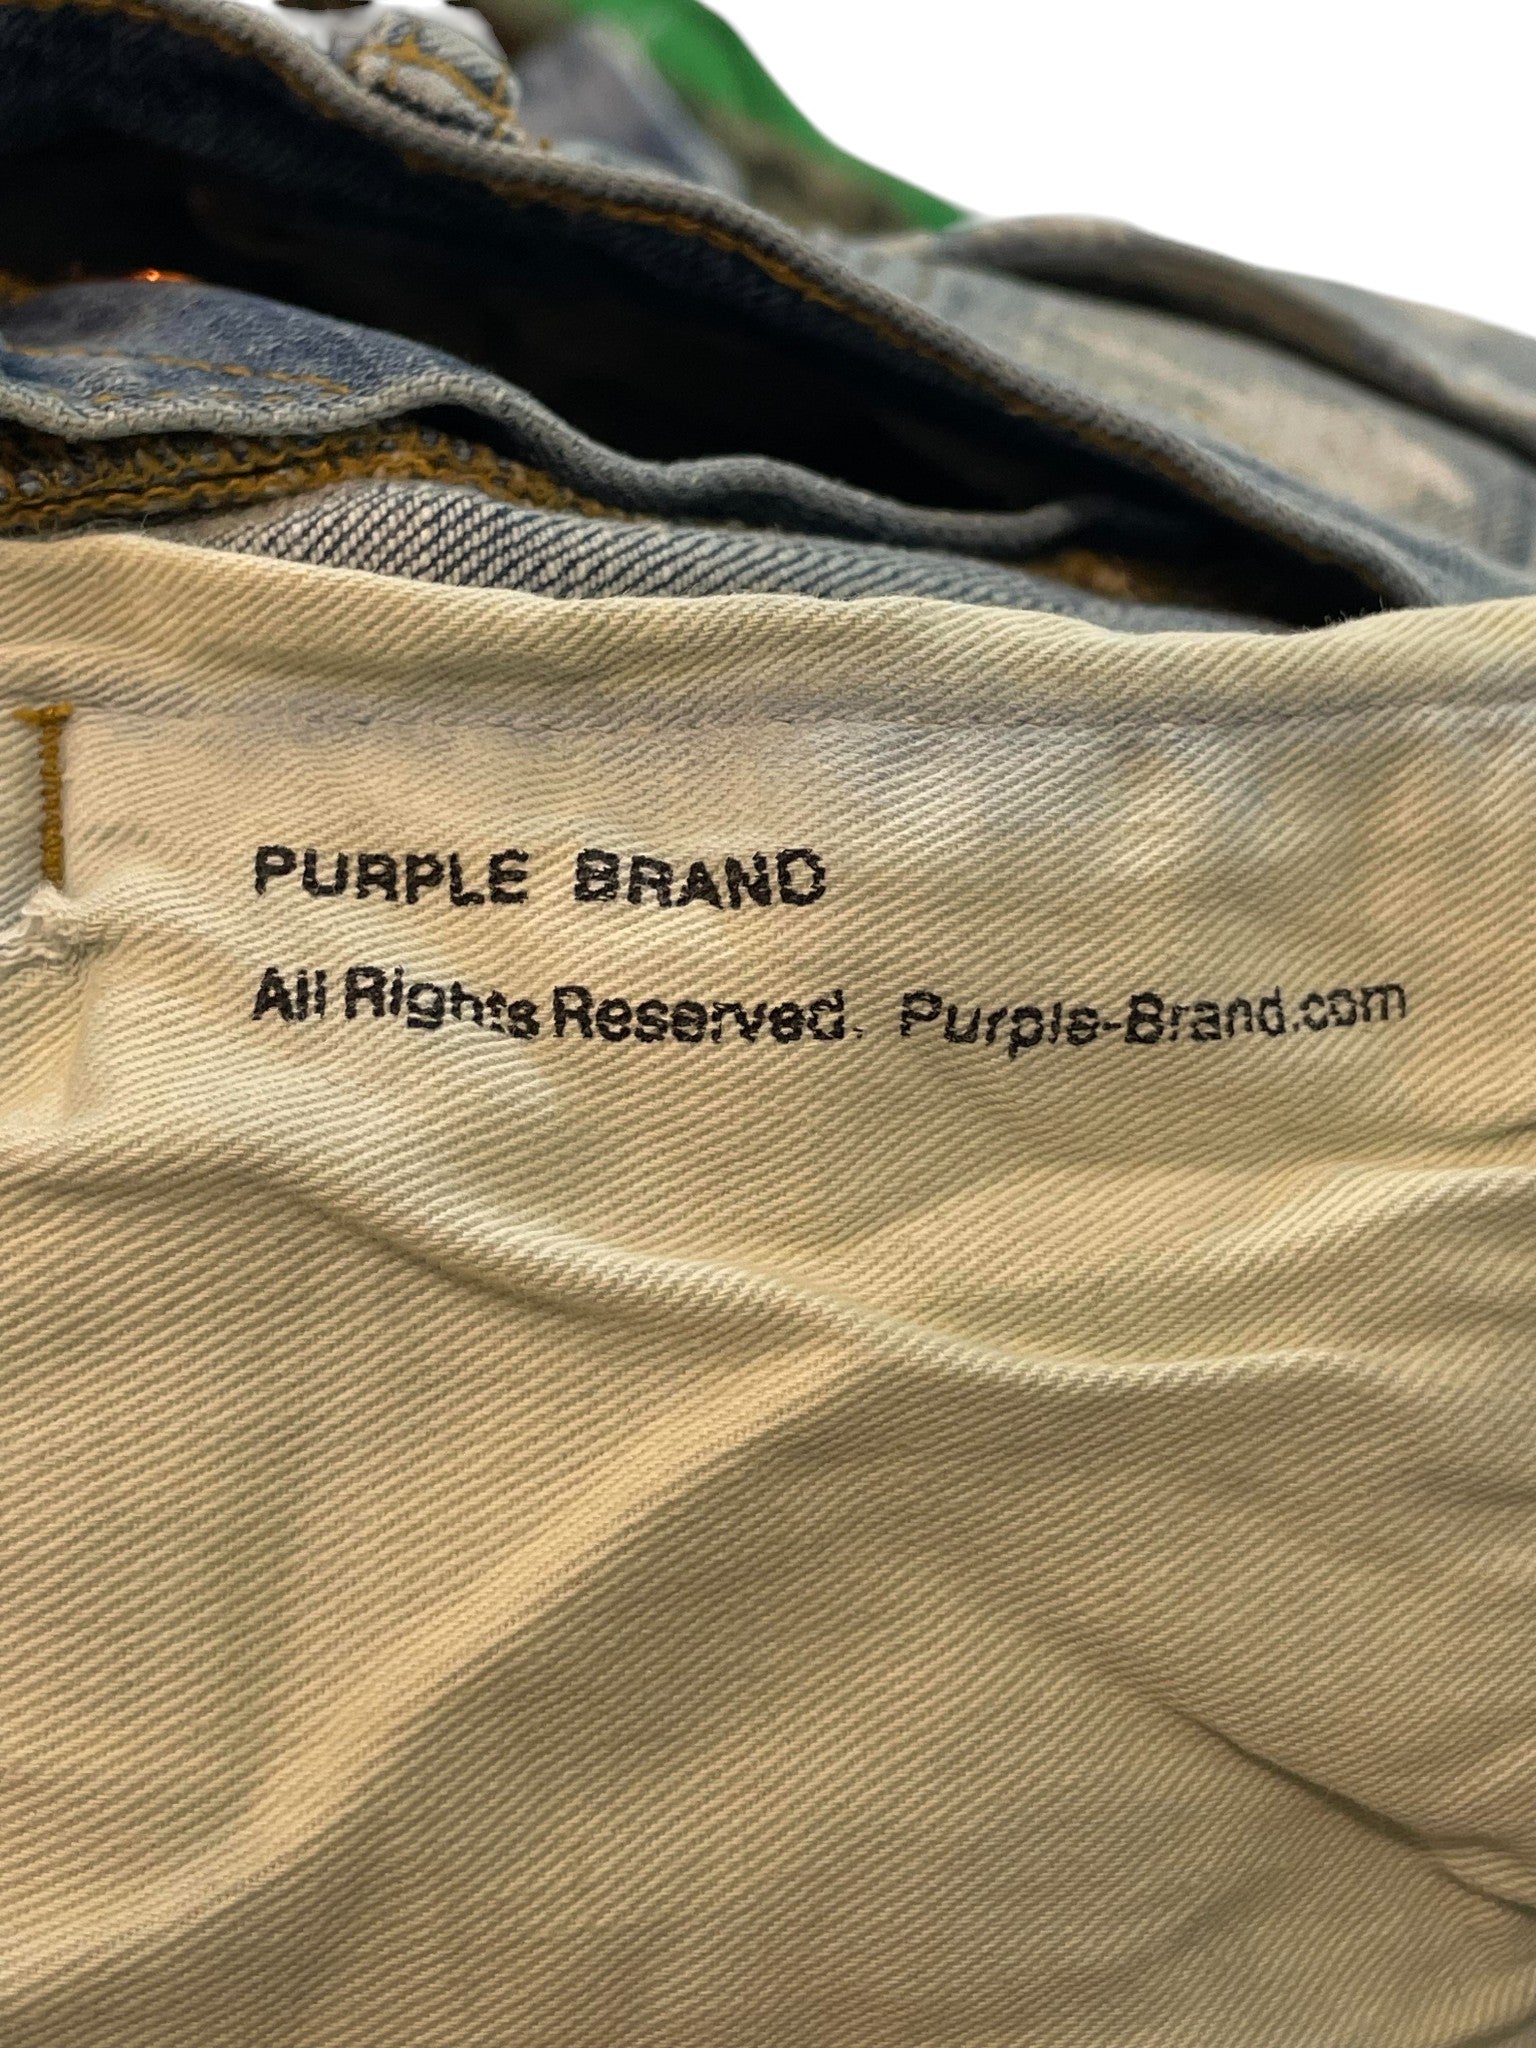 PURPLE BRAND
All Rights Reserved. Purple-Brand.com